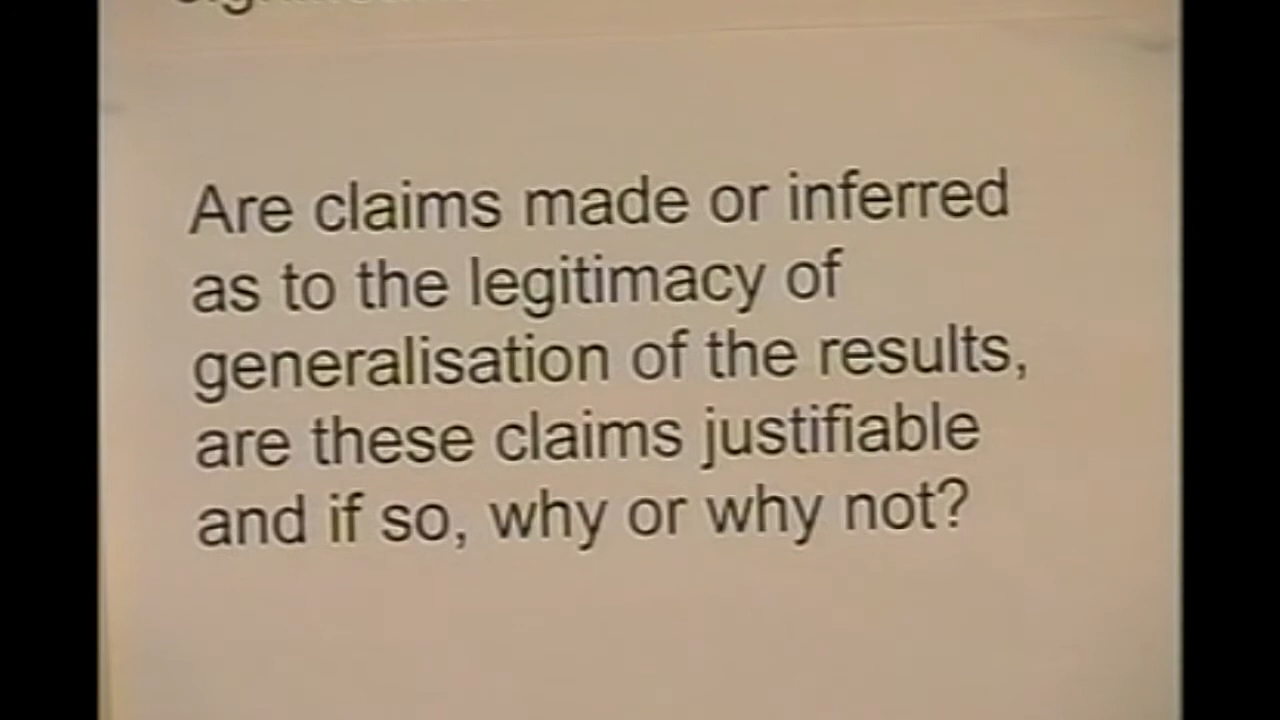 Are claims made or inferred
as to the legitimacy of
generalisation of the results,
are these claims justifiable
and if so, why or why not?